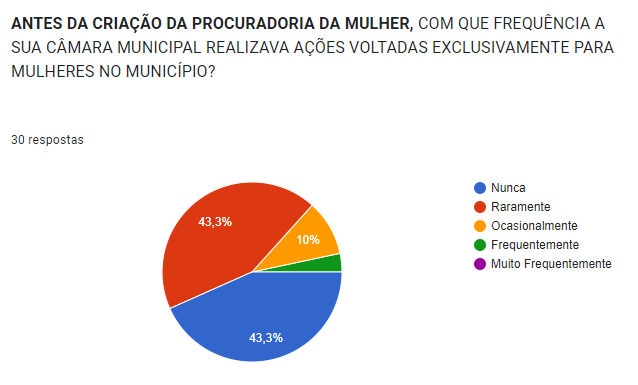 ANTES DA CRIAÇÃO DA PROCURADORIA DA MULHER, COM QUE FREQUÊNCIA A
SUA CÂMARA MUNICIPAL REALIZAVA AÇÕES VOLTADAS EXCLUSIVAMENTE PARA
MULHERES NO MUNICÍPIO?
30 respostas
Nunca
Raramente
Ocasionalmente
Frequentemente
Muito Frequentemente
43,3%
10%
43,3%